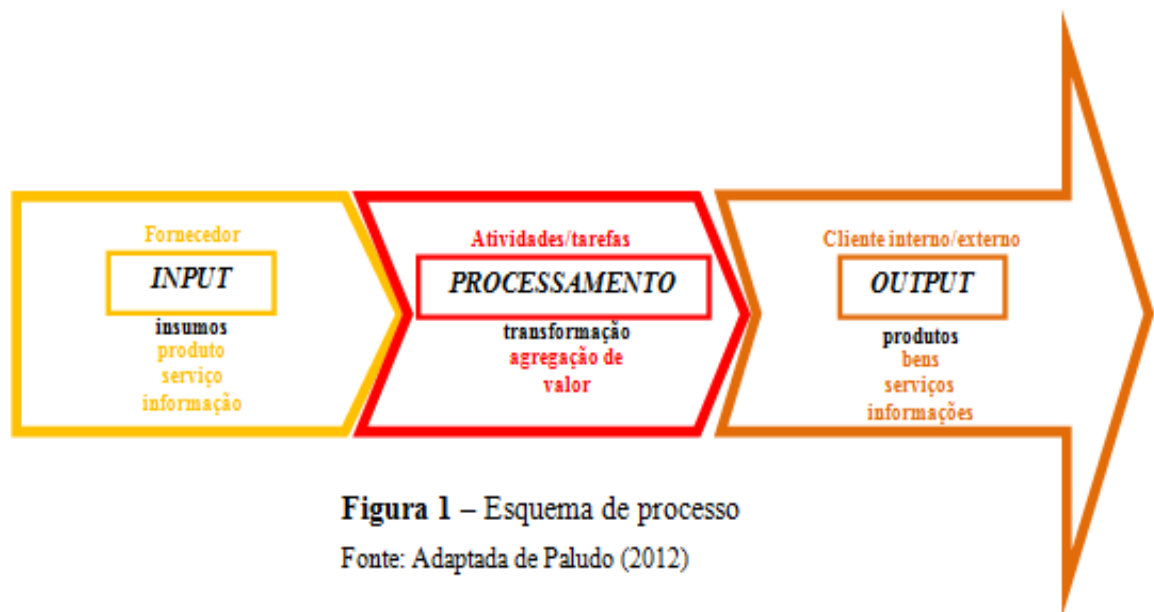 Fornecedor
INPUT
insumos
produto
serviço
informação
Atividades/tarefas
PROCESSAMENTO
transformação
agregação de
valor
Cliente interno/externo
OUTPUT
produtos
bens
serviços
informações
Figura 1 – Esquema de processo
Fonte: Adaptada de Paludo (2012)